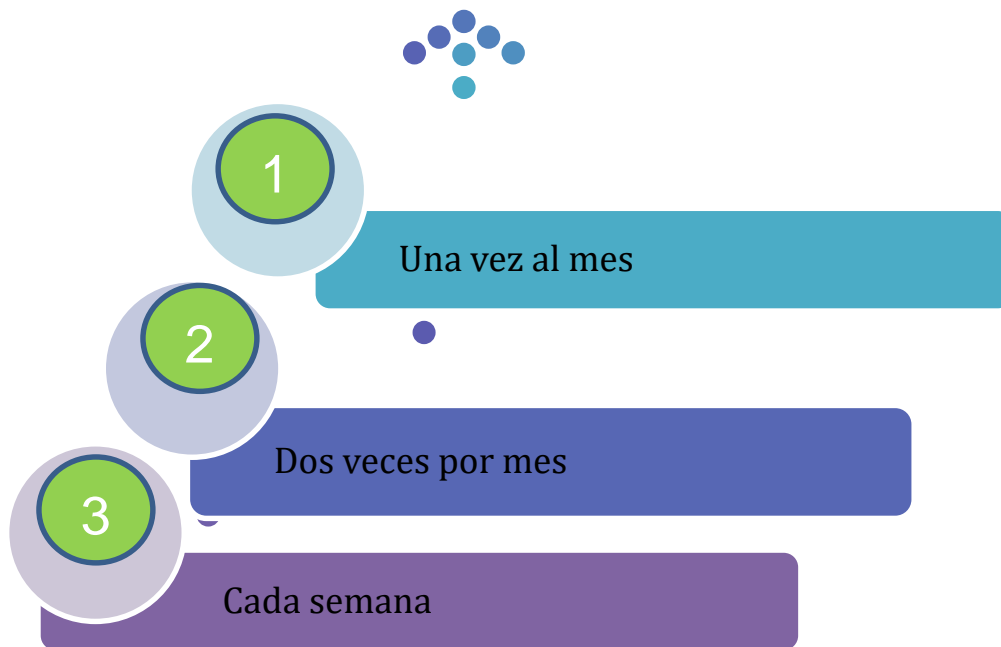 1
Una vez al mes
2
Dos veces por mes
3
Cada semana